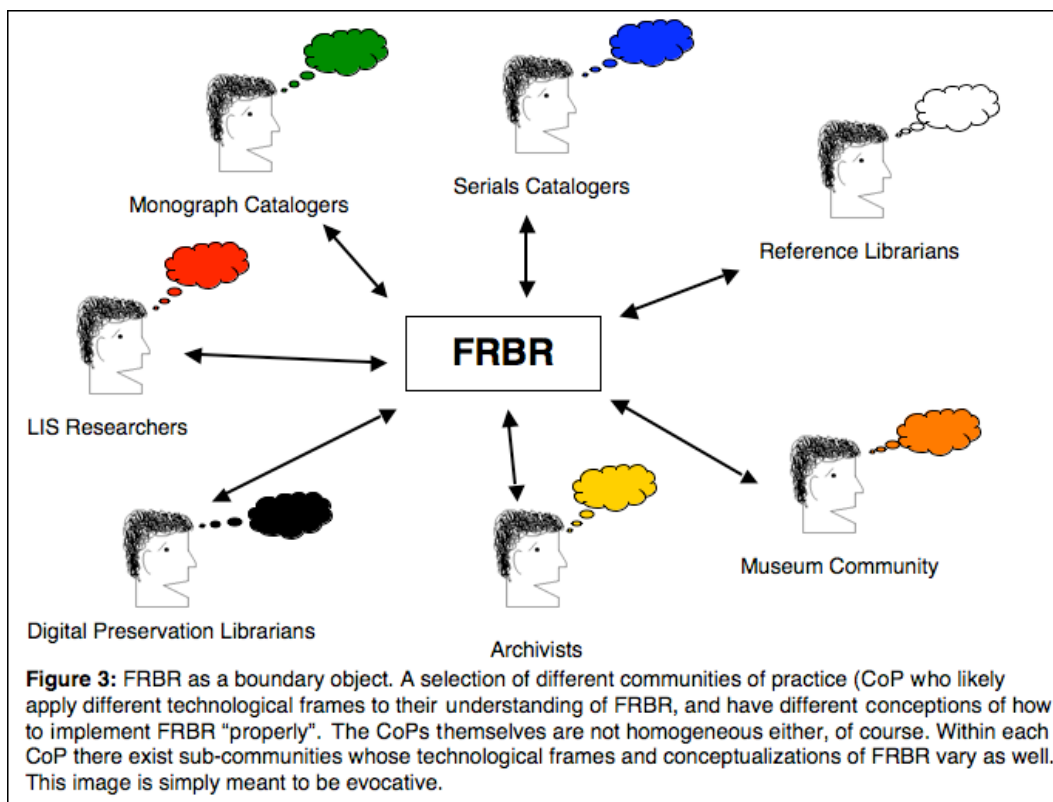 Monograph Catalogers
Serials Catalogers
Reference Librarians
FRBR
LIS Researchers
Museum Community
Digital Preservation Librarians
Archivists
Figure 3: FRBR as a boundary object. A selection of different communities of practice (CoP who likely
apply different technological frames to their understanding of FRBR, and have different conceptions of how
to implement FRBR “properly”. The CoPs themselves are not homogeneous either, of course. Within each
CoP there exist sub-communities whose technological frames and conceptualizations of FRBR vary as well.
This image is simply meant to be evocative.